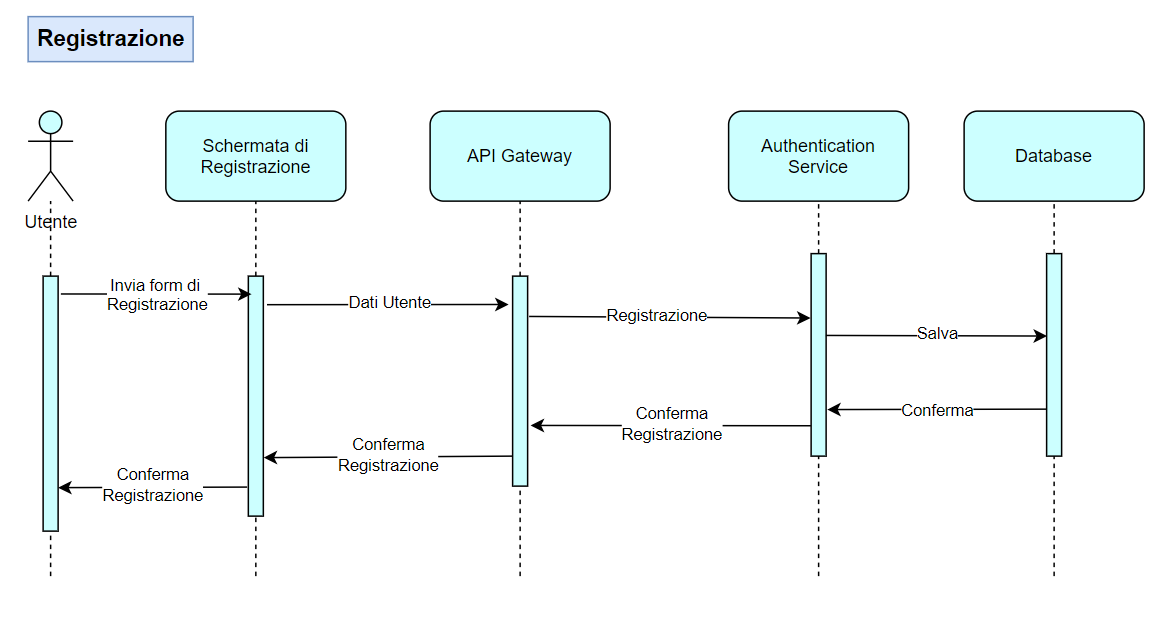 Registrazione
Schermata di
Registrazione
API Gateway
Authentication
Service
Database
Utente
Invia form di
Registrazione
Dati Utente
Registrazione
Salva
Conferma
Conferma
Registrazione
Conferma
Registrazione
Conferma
Registrazione